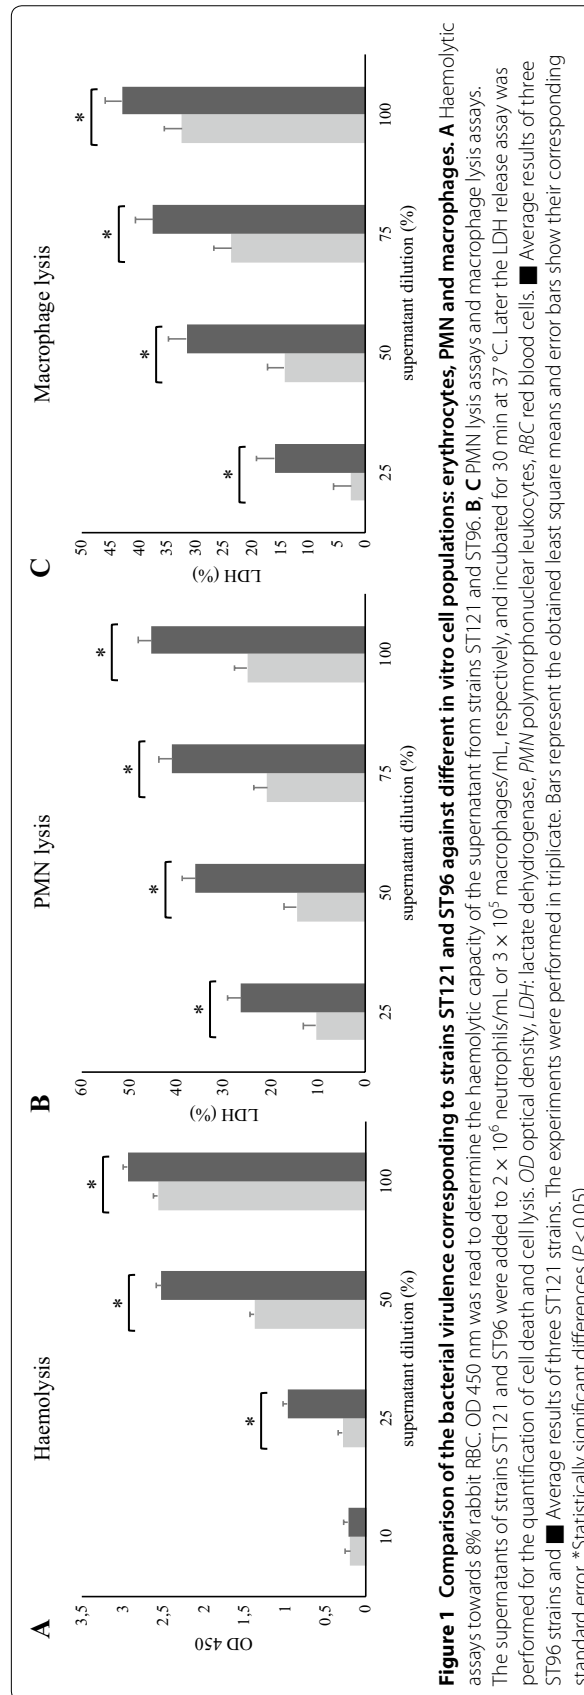 A
Haemolysis
3,5
3
2,5
2
1,5
1
0,5
0
OD 450
*
*
*
10
25
50
100
supernatant dilution (%)
B
PMN lysis
60
50
40
30
20
10
0
LDH (%)
*
*
*
*
25
50
75
100
supernatant dilution (%)
C
Macrophage lysis
50
45
40
35
30
25
20
15
10
5
0
LDH (%)
*
*
*
*
25
50
75
100
supernatant dilution (%)
Figure 1 Comparison of the bacterial virulence corresponding to strains ST121 and ST96 against different in vitro cell populations: erythrocytes, PMN and macrophages. A Haemolytic
assays towards 8% rabbit RBC. OD 450 nm was read to determine the haemolytic capacity of the supernatant from strains ST121 and ST96. B, C PMN lysis assays and macrophage lysis assays.
The supernatants of strains ST121 and ST96 were added to 2 × 10⁶ neutrophils/mL or 3 × 10⁵ macrophages/mL, respectively, and incubated for 30 min at 37 °C. Later the LDH release assay was
performed for the quantification of cell death and cell lysis. OD optical density, LDH: lactate dehydrogenase, PMN polymorphonuclear leukocytes, RBC red blood cells. ■ Average results of three
ST96 strains and ■ Average results of three ST121 strains. The experiments were performed in triplicate. Bars represent the obtained least square means and error bars show their corresponding
standard error. *Statistically significant differences (P < 0.05)